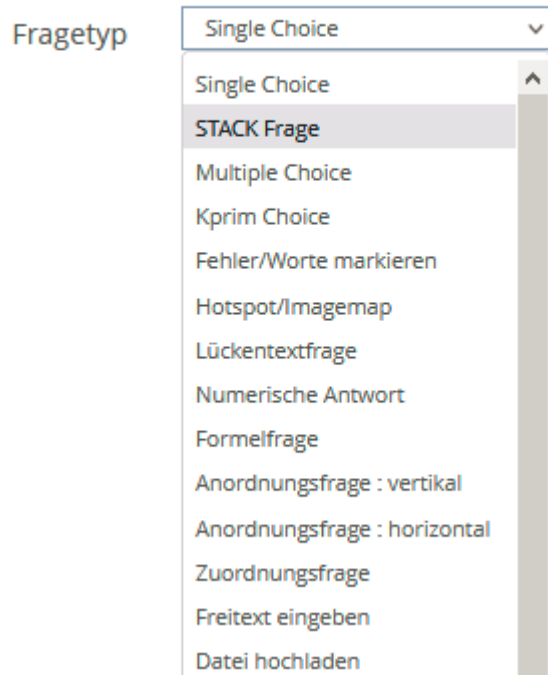 Fragetyp
Single Choice
Single Choice
STACK Frage
Multiple Choice
Kprim Choice
Fehler/Worte markieren
Hotspot/Imagemap
Lückentextfrage
Numerische Antwort
Formelfrage
Anordnungsfrage : vertikal
Anordnungsfrage : horizontal
Zuordnungsfrage
Freitext eingeben
Datei hochladen